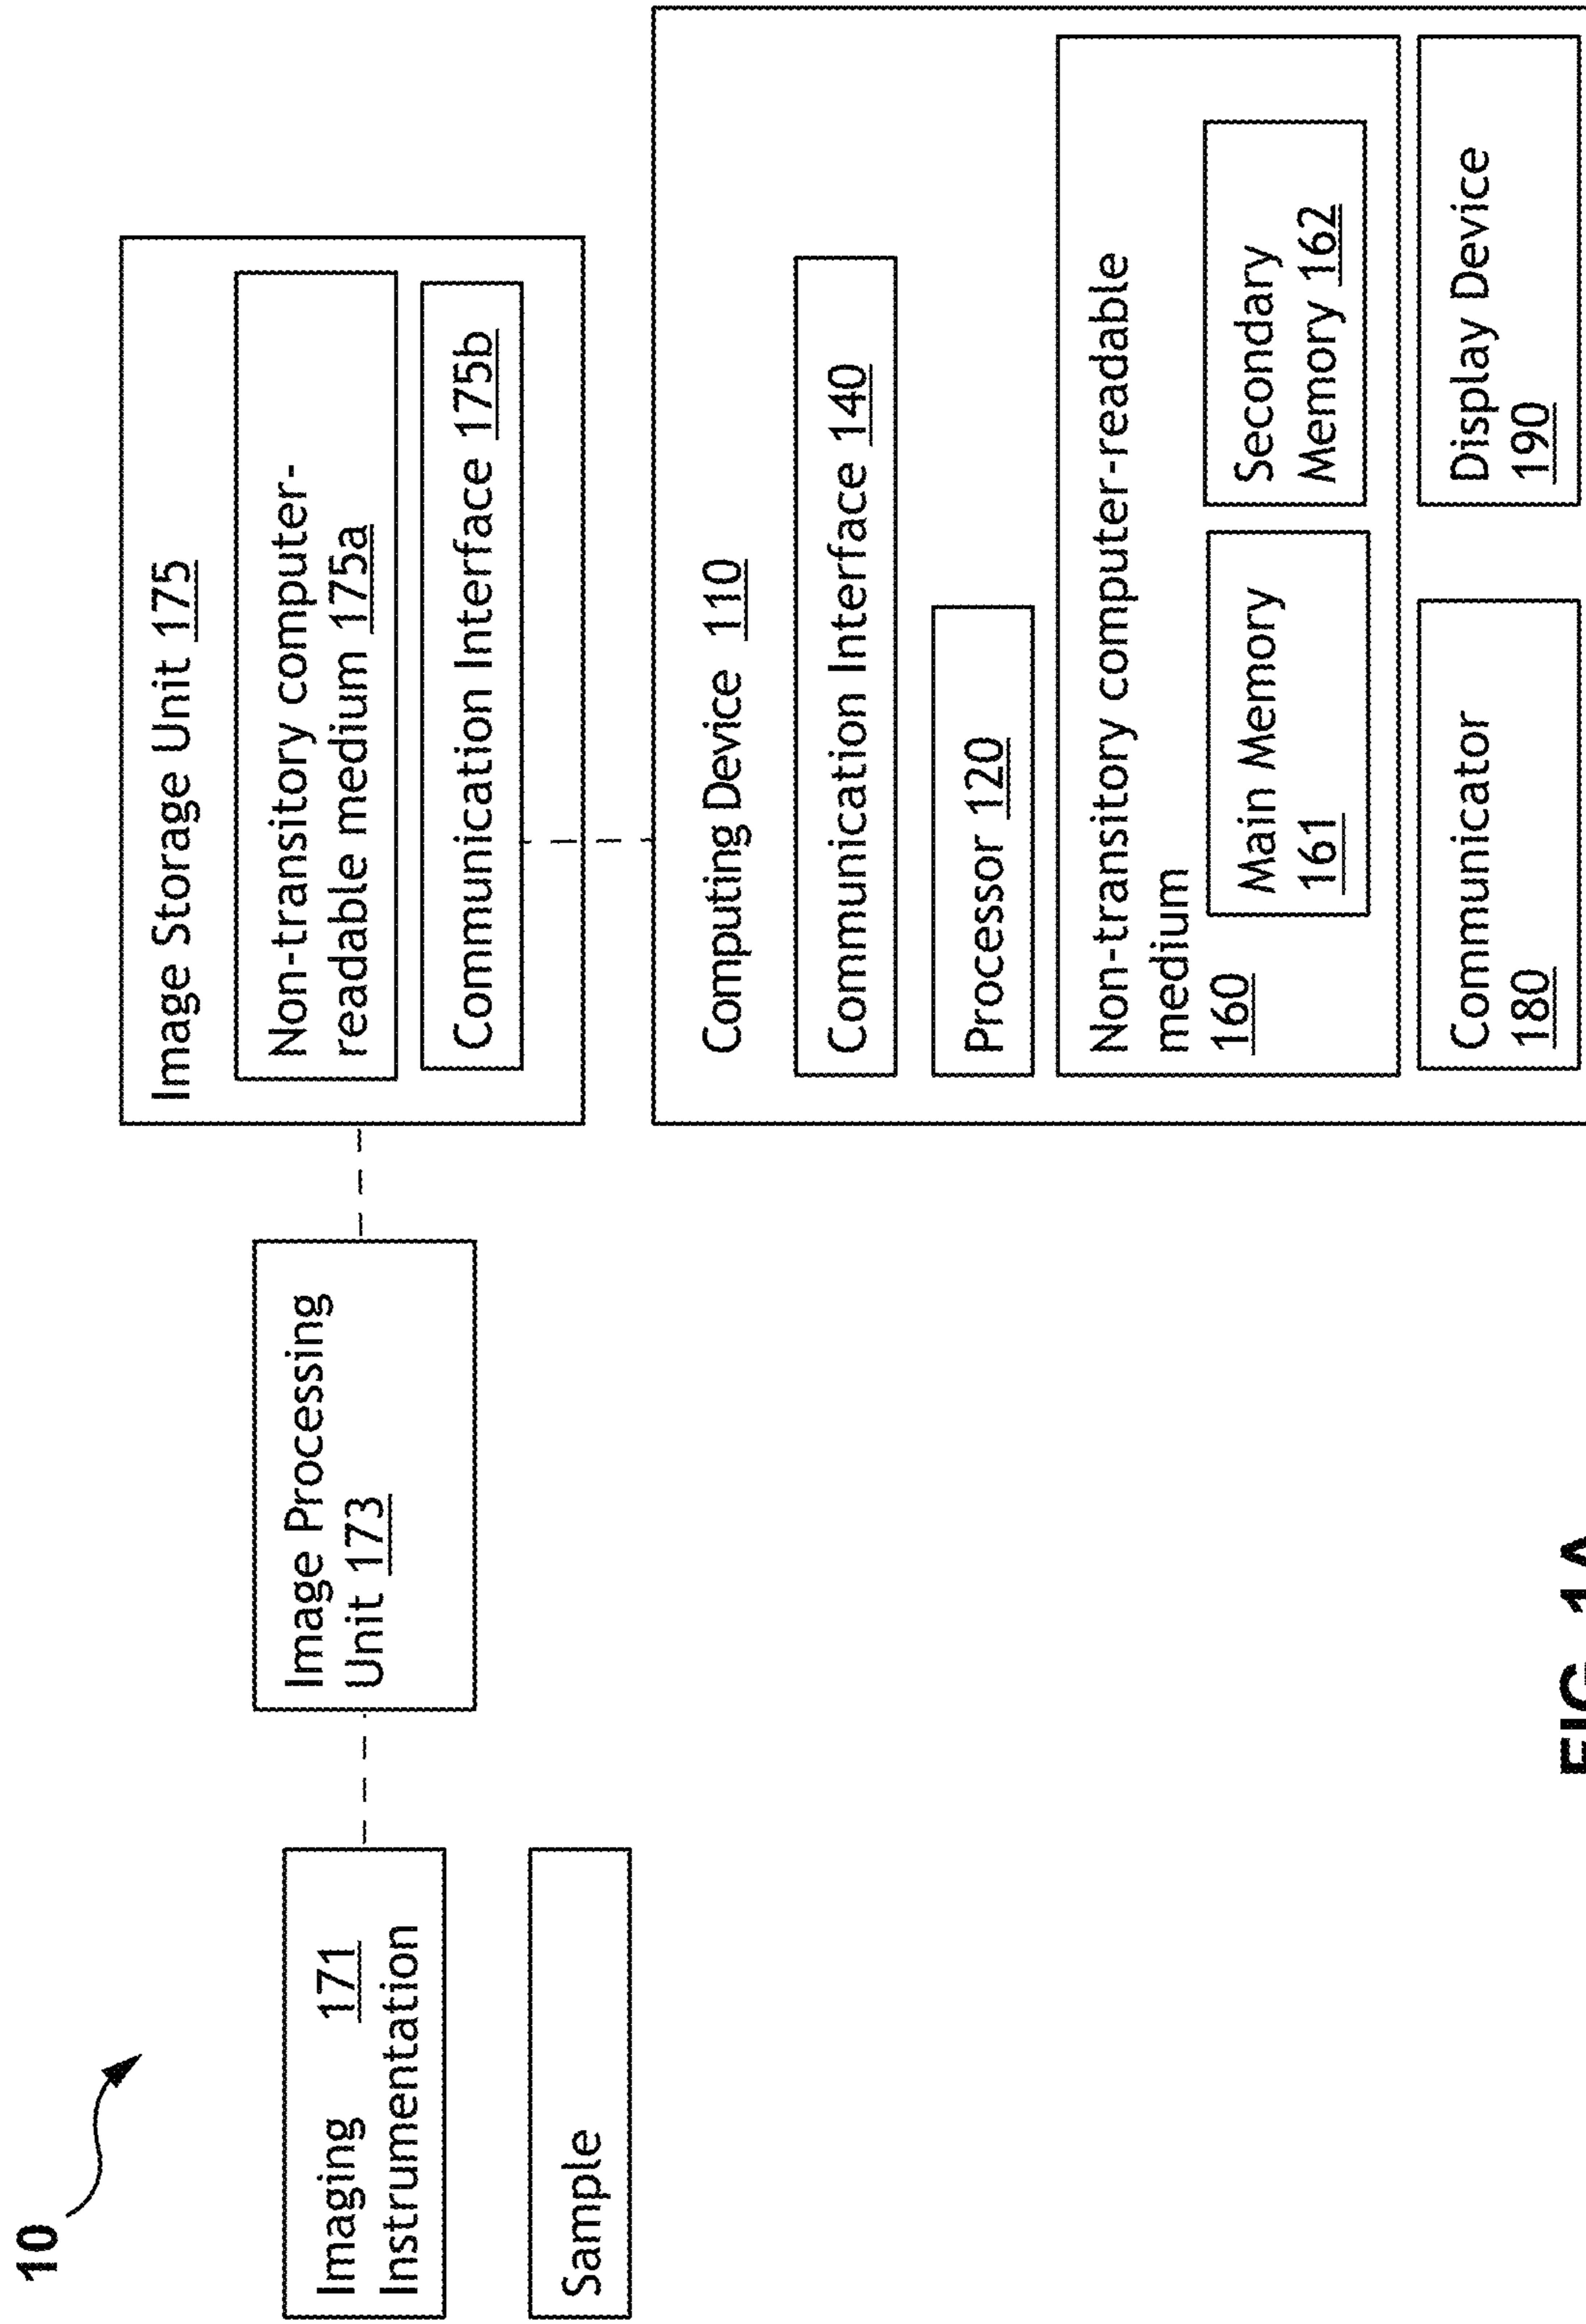 10
Imaging 171
Instrumentation
Sample
Image Processing
Unit 173
Image Storage Unit 175
Non-transitory computer-
readable medium 175a
Communication Interface 175b
Computing Device 110
Communication Interface 140
Processor 120
Non-transitory computer-readable
medium
160
Main Memory
161
Secondary
Memory 162
Communicator
180
Display Device
190
FIG. 1A